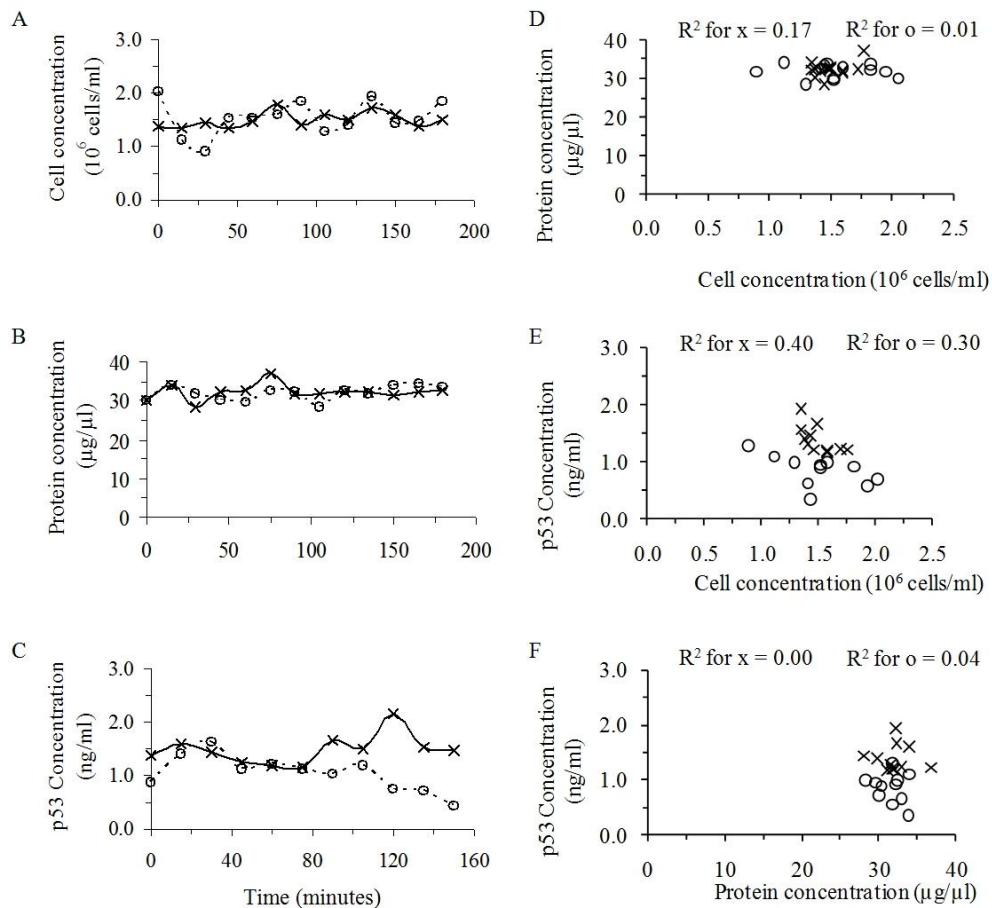 A
Cell concentration
(10⁶ cells/ml)
3.0
2.0
1.0
0.0
0 50 100 150 200
B
Protein concentration
(µg/µl)
40
30
20
10
0
0 50 100 150 200
C
p53 Concentration
(ng/ml)
3.0
2.0
1.0
0.0
0 40 80 120 160
Time (minutes)
D
R² for x = 0.17 R² for o = 0.01
Protein concentration
(µg/µl)
40
30
20
10
0
0.0 0.5 1.0 1.5 2.0 2.5
Cell concentration (10⁶ cells/ml)
E
R² for x = 0.40 R² for o = 0.30
p53 Concentration
(ng/ml)
3.0
2.0
1.0
0.0
0.0 0.5 1.0 1.5 2.0 2.5
Cell concentration (10⁶ cells/ml)
F
R² for x = 0.00 R² for o = 0.04
p53 Concentration
(ng/ml)
3.0
2.0
1.0
0.0
0 10 20 30 40
Protein concentration (µg/µl)